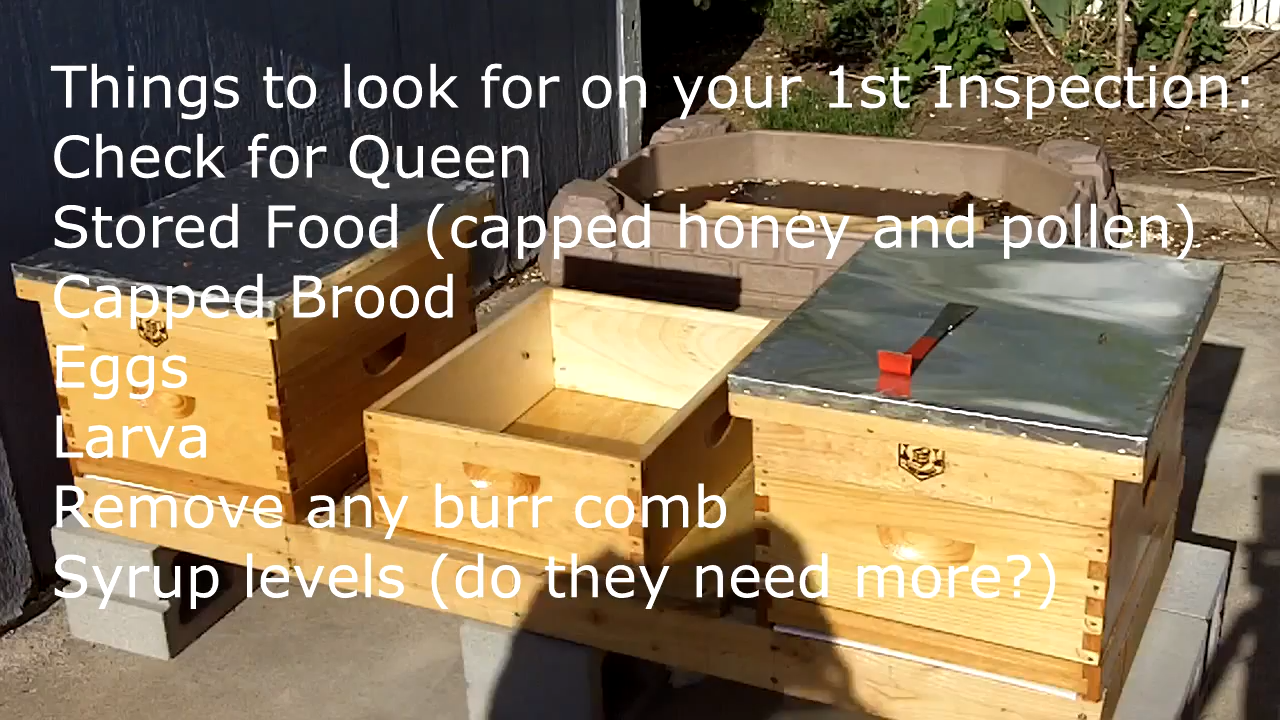 Things to look for on your 1st Inspection:
Check for Queen
Stored Food (capped honey and pollen)
Capped Brood
Eggs
Larva
Remove any burr comb
Syrup levels (do they need more?)